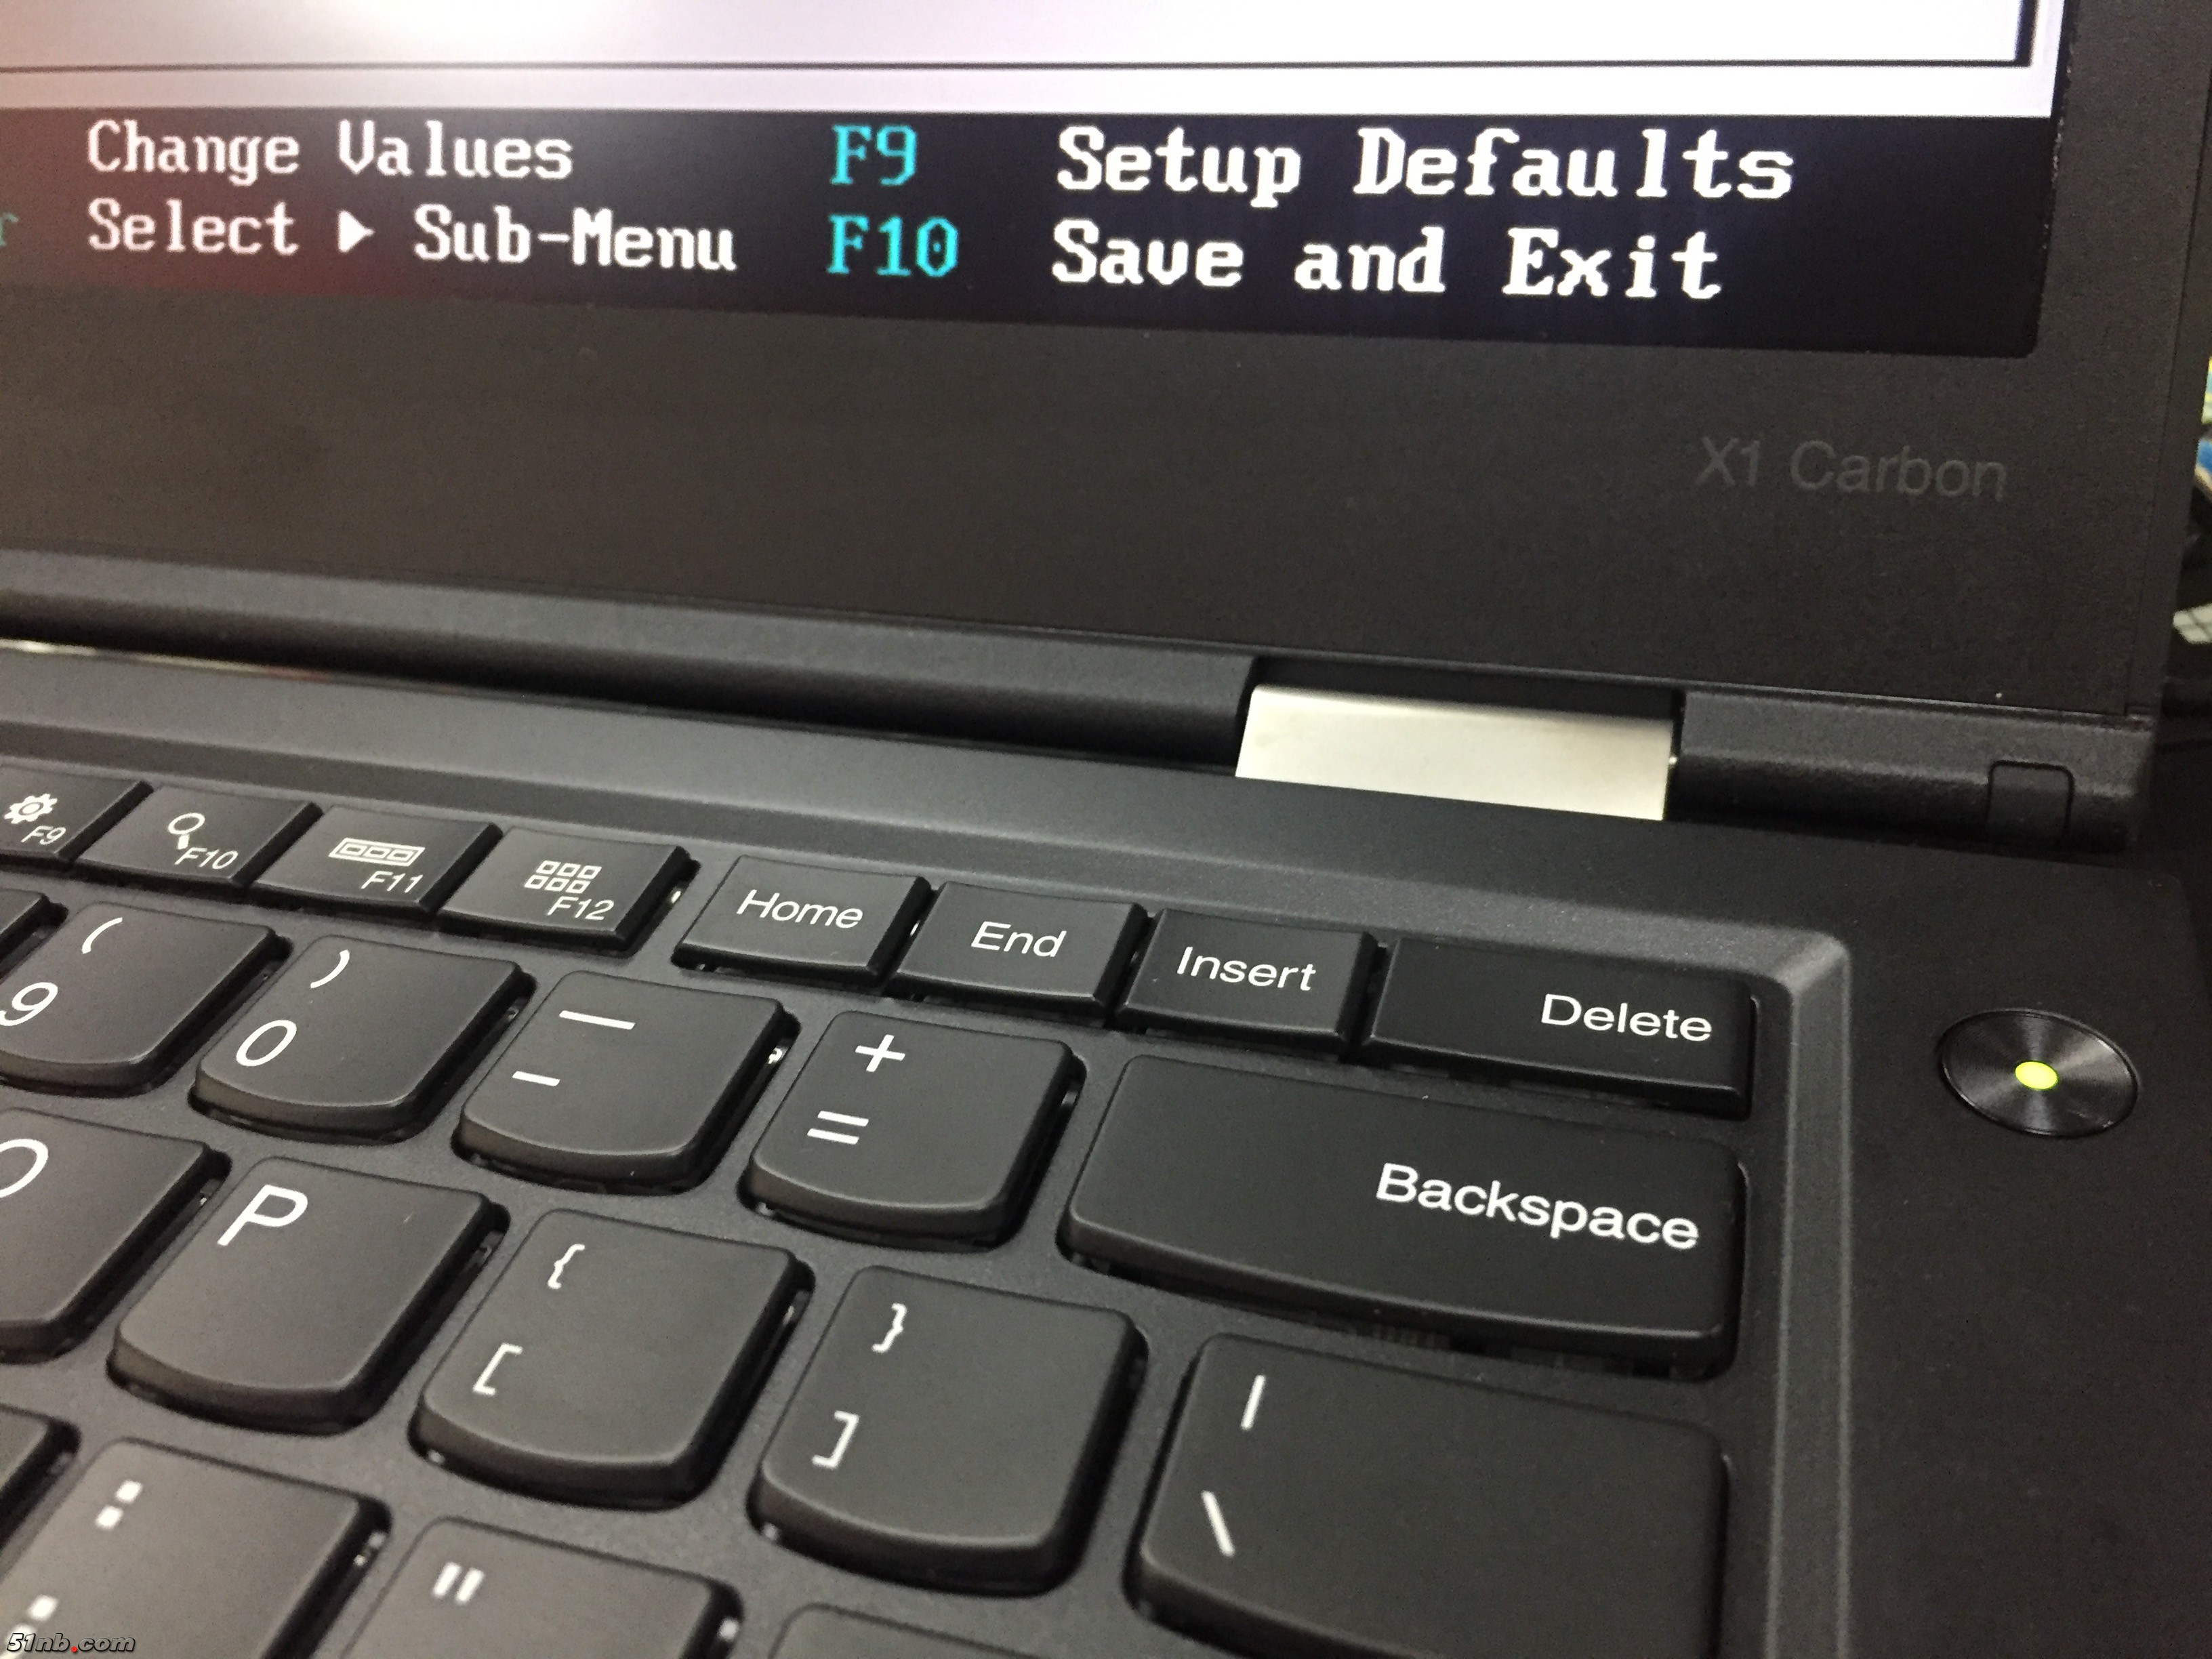 Change Values F9 Setup Defaults
Select ▶ Sub-Menu F10 Save and Exit
X1 Carbon
F9 F10 F11 F12 Home End Insert Delete
( ) — +
9 0 - = Backspace
O P { } |
[ ] \
: "
;
51nb.com